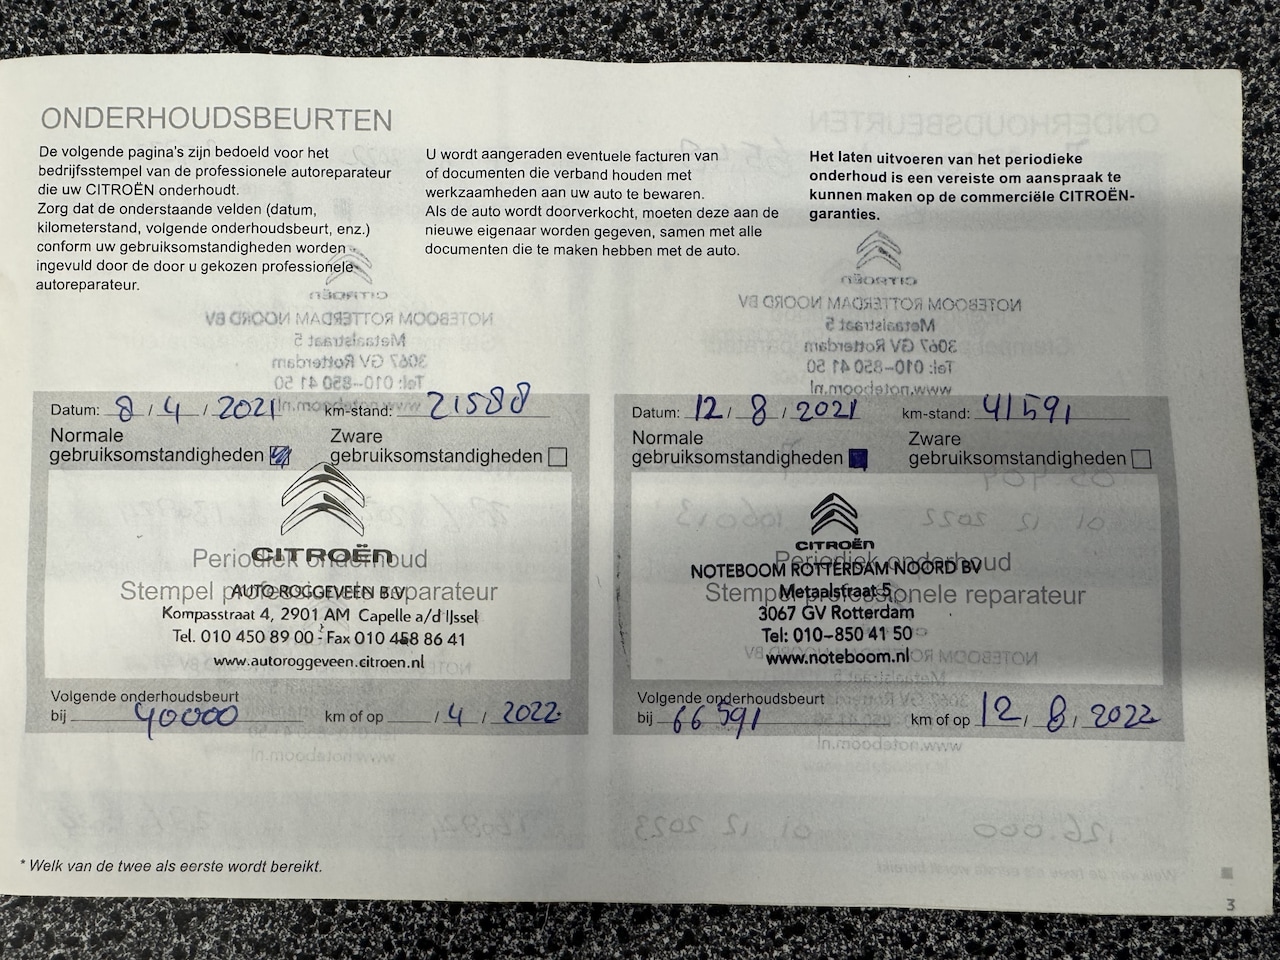 ONDERHOUDSBEURTEN
De volgende pagina's zijn bedoeld voor het
bedrijfsstempel van de professionele autoreparateur
die uw CITROËN onderhoudt.
Zorg dat de onderstaande velden (datum,
kilometerstand, volgende onderhoudsbeurt, enz.)
conform uw gebruiksomstandigheden worden
ingevuld door de door u gekozen professionele
autoreparateur.
U wordt aangeraden eventuele facturen van
of documenten die verband houden met
werkzaamheden aan uw auto te bewaren.
Als de auto wordt doorverkocht, moeten deze aan de
nieuwe eigenaar worden gegeven, samen met alle
documenten die te maken hebben met de auto.
Het laten uitvoeren van het periodieke
onderhoud is een vereiste om aanspraak te
kunnen maken op de commerciële CITROËN-
garanties.
Datum: 8 / 4 / 2021 km-stand: 21588
Normale gebruiksomstandigheden
Zware gebruiksomstandigheden
CITROËN
Periodiek onderhoud
Stempel professionele reparateur
AUTO ROGGEVEEN B.V.
Kompasstraat 4, 2901 AM Capelle a/d IJssel
Tel. 010 450 89 00 - Fax 010 458 86 41
www.autoroggeveen.citroen.nl
Volgende onderhoudsbeurt
bij 40000 km of op / 4 / 2022
Datum: 12 / 8 / 2021 km-stand: 41591
Normale gebruiksomstandigheden
Zware gebruiksomstandigheden
CITROËN
Periodiek onderhoud
NOTEBOOM ROTTERDAM NOORD BV
Stempel professionele reparateur
Metaalstraat 5
3067 GV Rotterdam
Tel: 010-850 41 50
www.noteboom.nl
Volgende onderhoudsbeurt
bij 66591 km of op 12 / 8 / 2022
* Welk van de twee als eerste wordt bereikt.
3